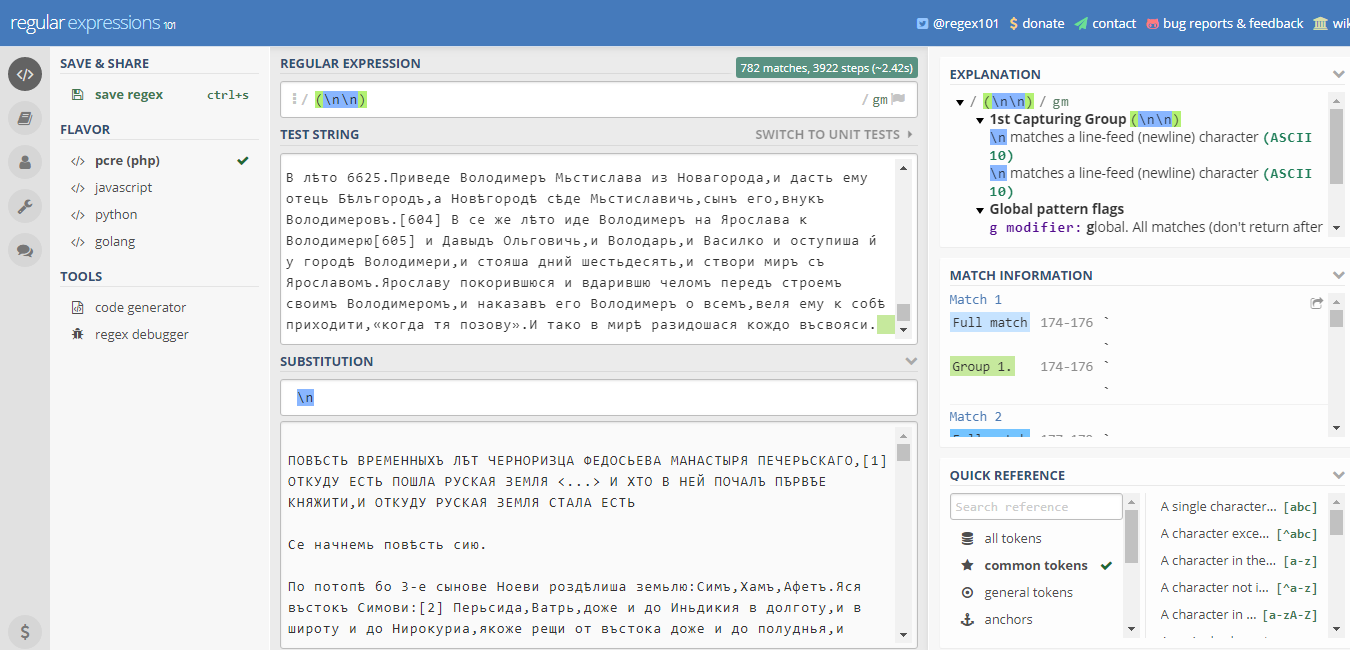 regular expressions 101
@regex101 donate contact bug reports & feedback wik
SAVE & SHARE
save regex ctrl+s
FLAVOR
</> pcre (php)
</> javascript
</> python
</> golang
TOOLS
code generator
regex debugger
$
REGULAR EXPRESSION
782 matches, 3922 steps (~2.42s)
/ (\n\n) / gm
TEST STRING SWITCH TO UNIT TESTS
В лѣто 6625.Приведе Володимеръ Мьстислава из Новагорода,и дасть ему
отець Бѣлъгородъ,а Новѣгородѣ сѣде Мьстиславичь,сынъ его,внукъ
Володимеровъ.[604] В се же лѣто иде Володимеръ на Ярослава к
Володимерю[605] и Давыдъ Ольговичь,и Володарь,и Василко и оступиша й
у городѣ Володимери,и стояша дний шестьдесять,и створи миръ съ
Ярославомъ.Ярославу покорившюся и вдарившю челомъ передъ строемъ
своимъ Володимеромъ,и наказавъ его Володимеръ о всемъ,веля ему к собѣ
приходити,«когда тя позову».И тако в мирѣ разидошася кождо въсвояси.
SUBSTITUTION
\n
ПОВѢСТЬ ВРЕМЕННЫХЪ ЛѢТ ЧЕРНОРИЗЦА ФЕДОСЬЕВА МАНАСТЫРЯ ПЕЧЕРЬСКАГО,[1]
ОТКУДУ ЕСТЬ ПОШЛА РУСКАЯ ЗЕМЛЯ <...> И ХТО В НЕЙ ПОЧАЛЪ ПѢРВѢЕ
КНЯЖИТИ,И ОТКУДУ РУСКАЯ ЗЕМЛЯ СТАЛА ЕСТЬ
Се начнемь повѣсть сию.
По потопѣ бо 3-е сынове Ноеви роздѣлиша земьлю:Симъ,Хамъ,Афетъ.Яся
въстокъ Симови:[2] Перьсида,Ватрь,доже и до Иньдикия в долготу,и в
широту и до Нирокуриа,якоже рещи от въстока доже и до полуднья,и
EXPLANATION
/ (\n\n) / gm
1st Capturing Group (\n\n)
\n matches a line-feed (newline) character (ASCII
10)
\n matches a line-feed (newline) character (ASCII
10)
Global pattern flags
g modifier: global. All matches (don't return after
MATCH INFORMATION
Match 1
Full match 174-176 `
`
Group 1. 174-176 `
`
Match 2
QUICK REFERENCE
Search reference
all tokens
common tokens
general tokens
anchors
A single character... [abc]
A character exce... [^abc]
A character in the... [a-z]
A character not i... [^a-z]
A character in ... [a-zA-Z]